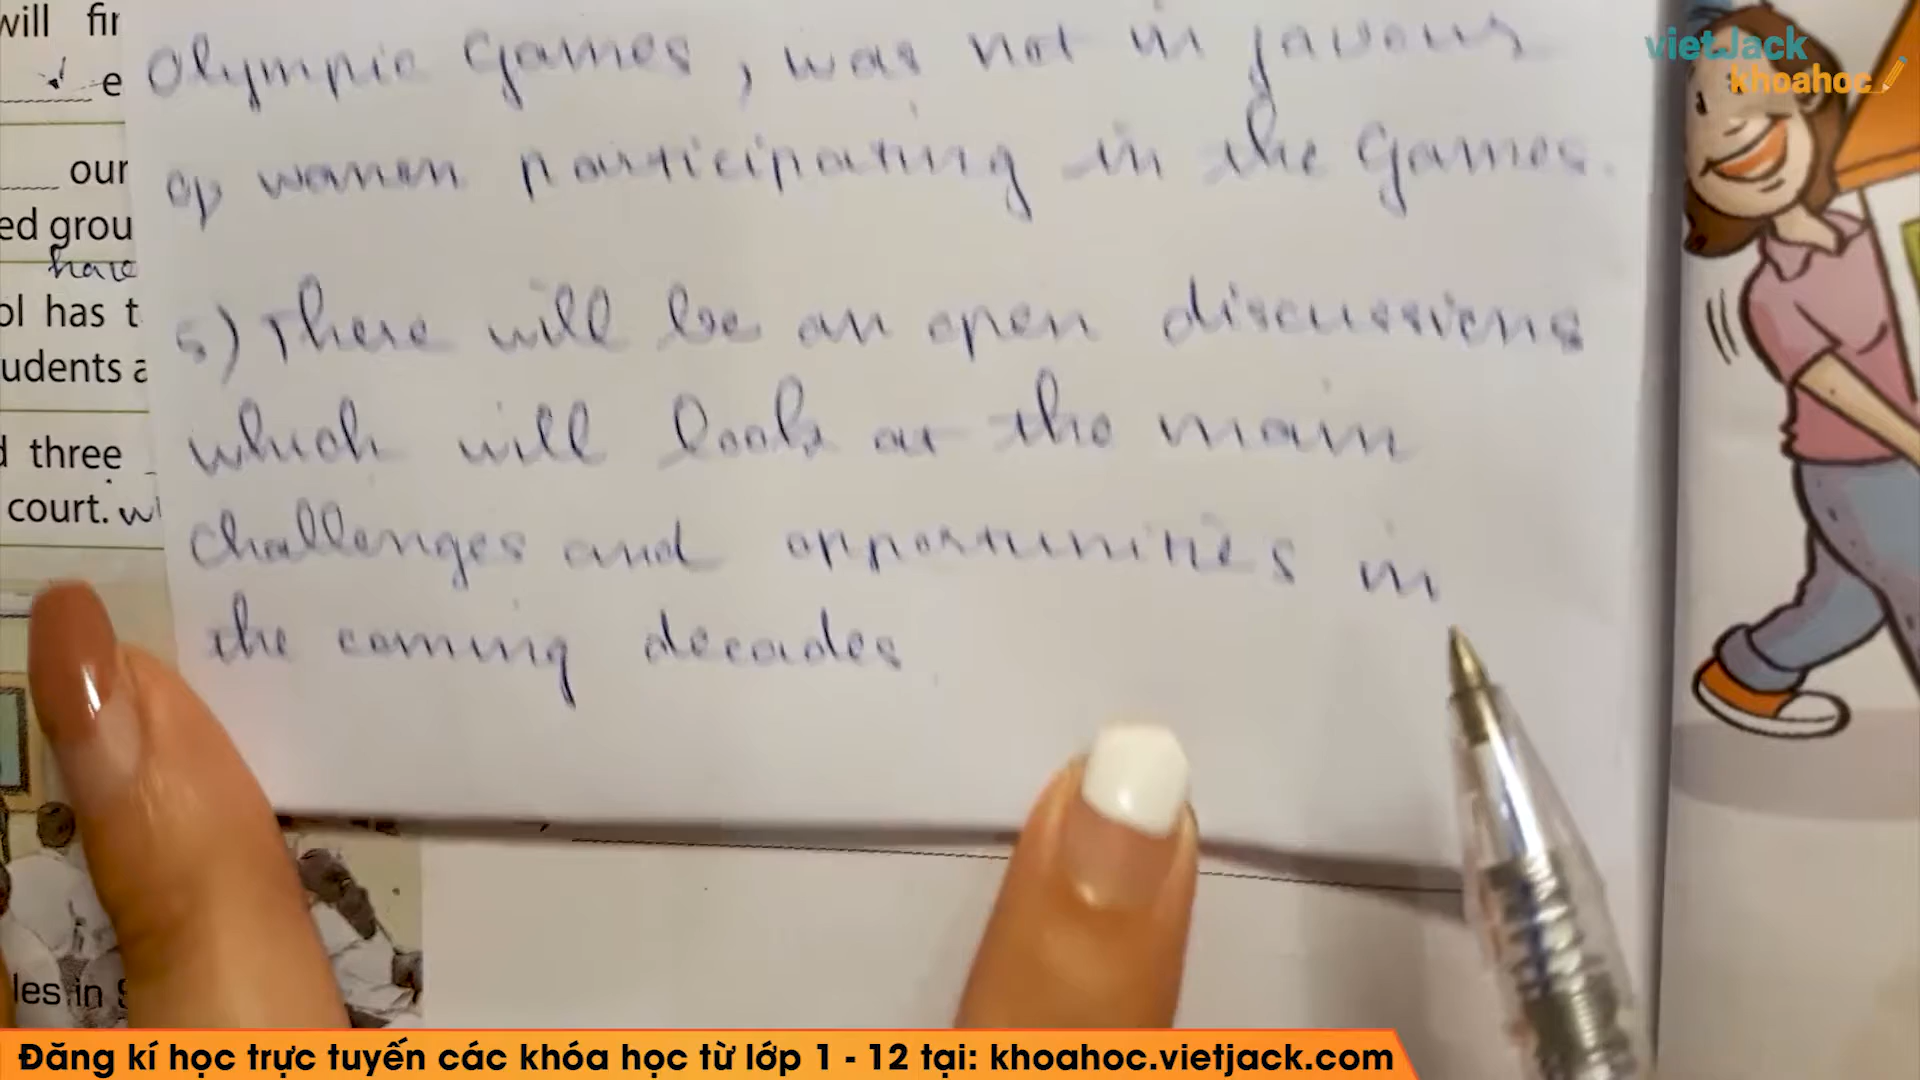 will fir
e
our
ed grou
have
ol has t
udents a
d three
court. w
Olympic Games, was not in favour
of women participating in the Games.
5) There will be an open discussions
which will look at the main
challenges and opportunities in
the coming decades
les in S
vietJack
khoahoc
Đăng kí học trực tuyến các khóa học từ lớp 1 - 12 tại: khoahoc.vietjack.com